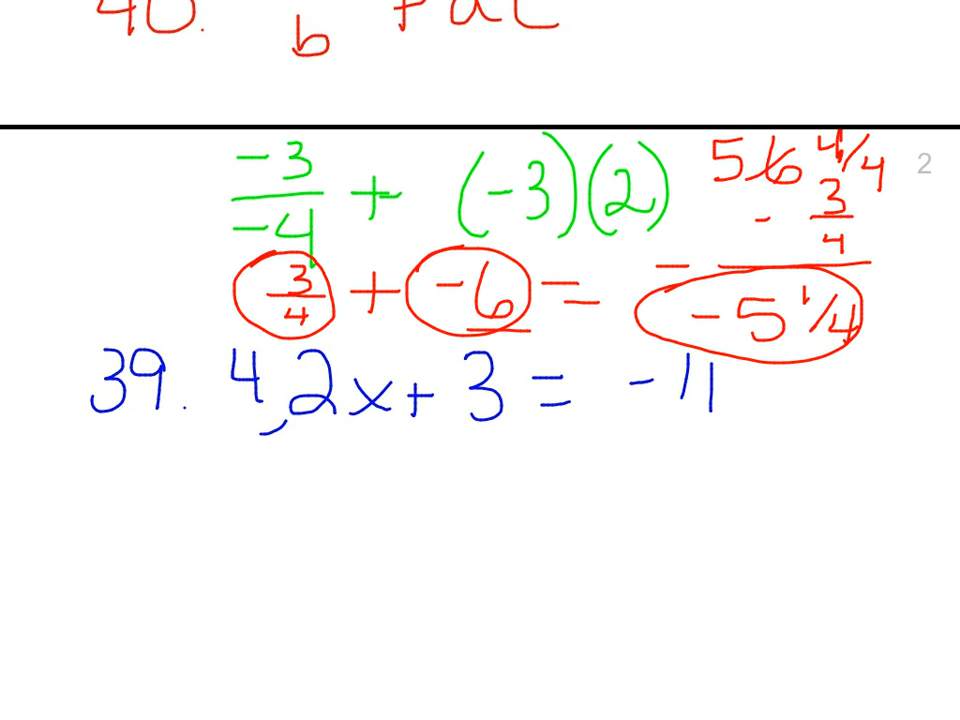 40. b + ac
-3/-4 + (-3)(2)
5 6 4/4
- 3/4
3/4 + -6 = - 5 1/4
39. 4,2x + 3 = -11
2